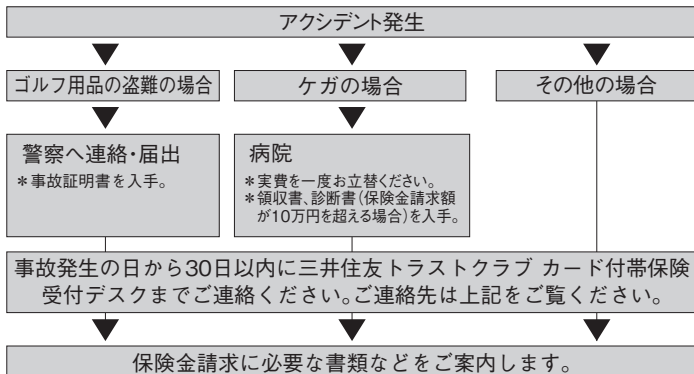 アクシデント発生
ゴルフ用品の盗難の場合
ケガの場合
その他の場合
警察へ連絡・届出
＊事故証明書を入手。
病院
＊実費を一度お立替ください。
＊領収書、診断書（保険金請求額
が10万円を超える場合）を入手。
事故発生の日から30日以内に三井住友トラストクラブ カード付帯保険
受付デスクまでご連絡ください。ご連絡先は上記をご覧ください。
保険金請求に必要な書類などをご案内します。